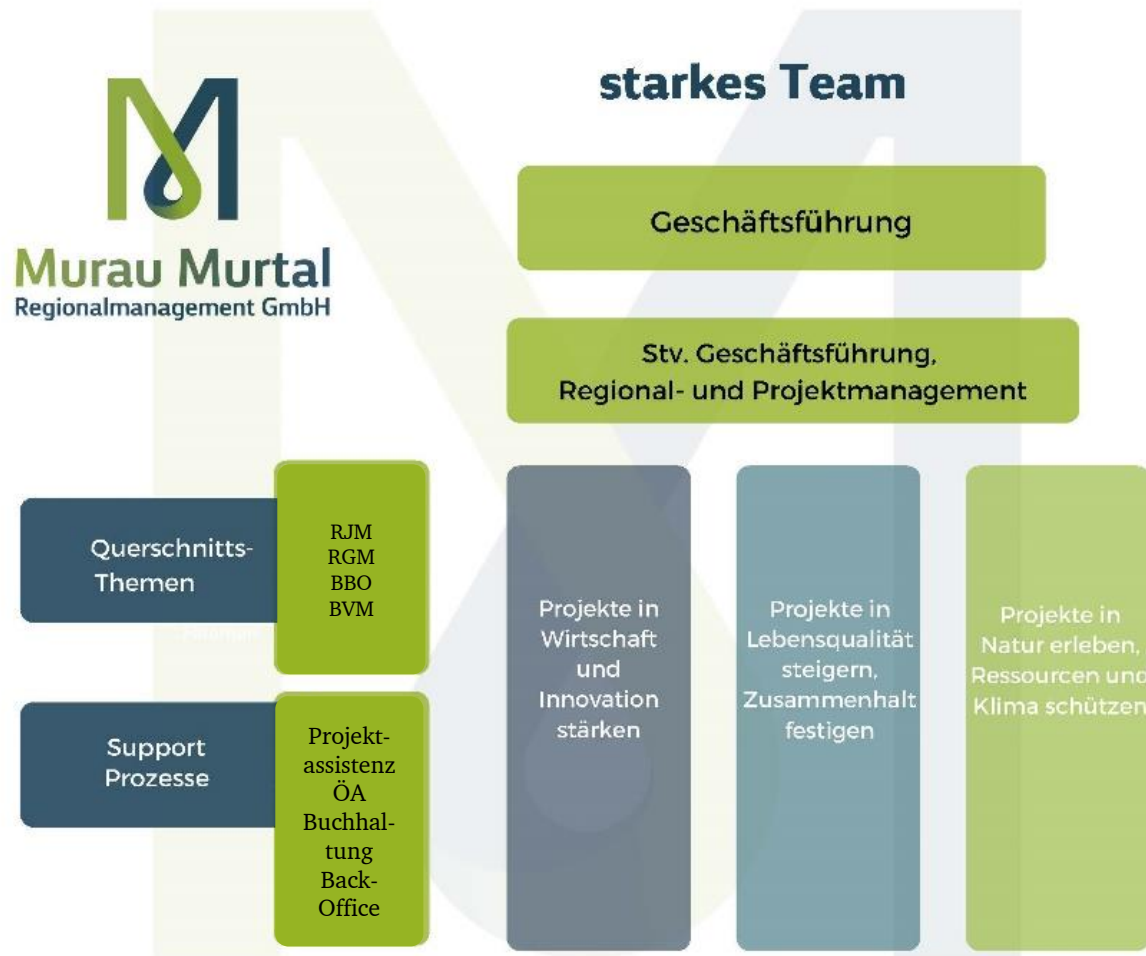 starkes Team
Murau Murtal
Regionalmanagement GmbH
Geschäftsführung
Stv. Geschäftsführung,
Regional- und Projektmanagement
Querschnitts-
Themen
RJM
RGM
BBO
BVM
Support
Prozesse
Projekt-
assistenz
ÖA
Buchhal-
tung
Back-
Office
Projekte in
Wirtschaft
und
Innovation
stärken
Projekte in
Lebensqualität
steigern,
Zusammenhalt
festigen
Projekte in
Natur erleben,
Ressourcen und
Klima schützen